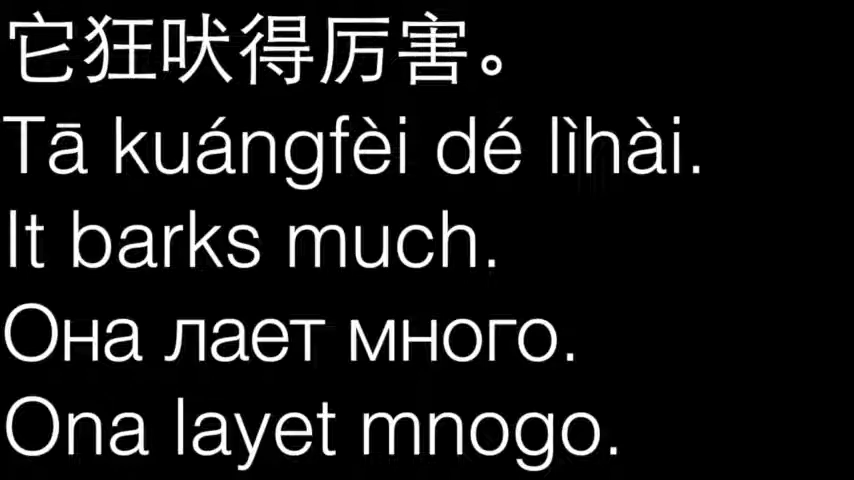 它狂吠得厉害。
Tā kuángfèi dé lìhài.
It barks much.
Она лает много.
Ona layet mnogo.